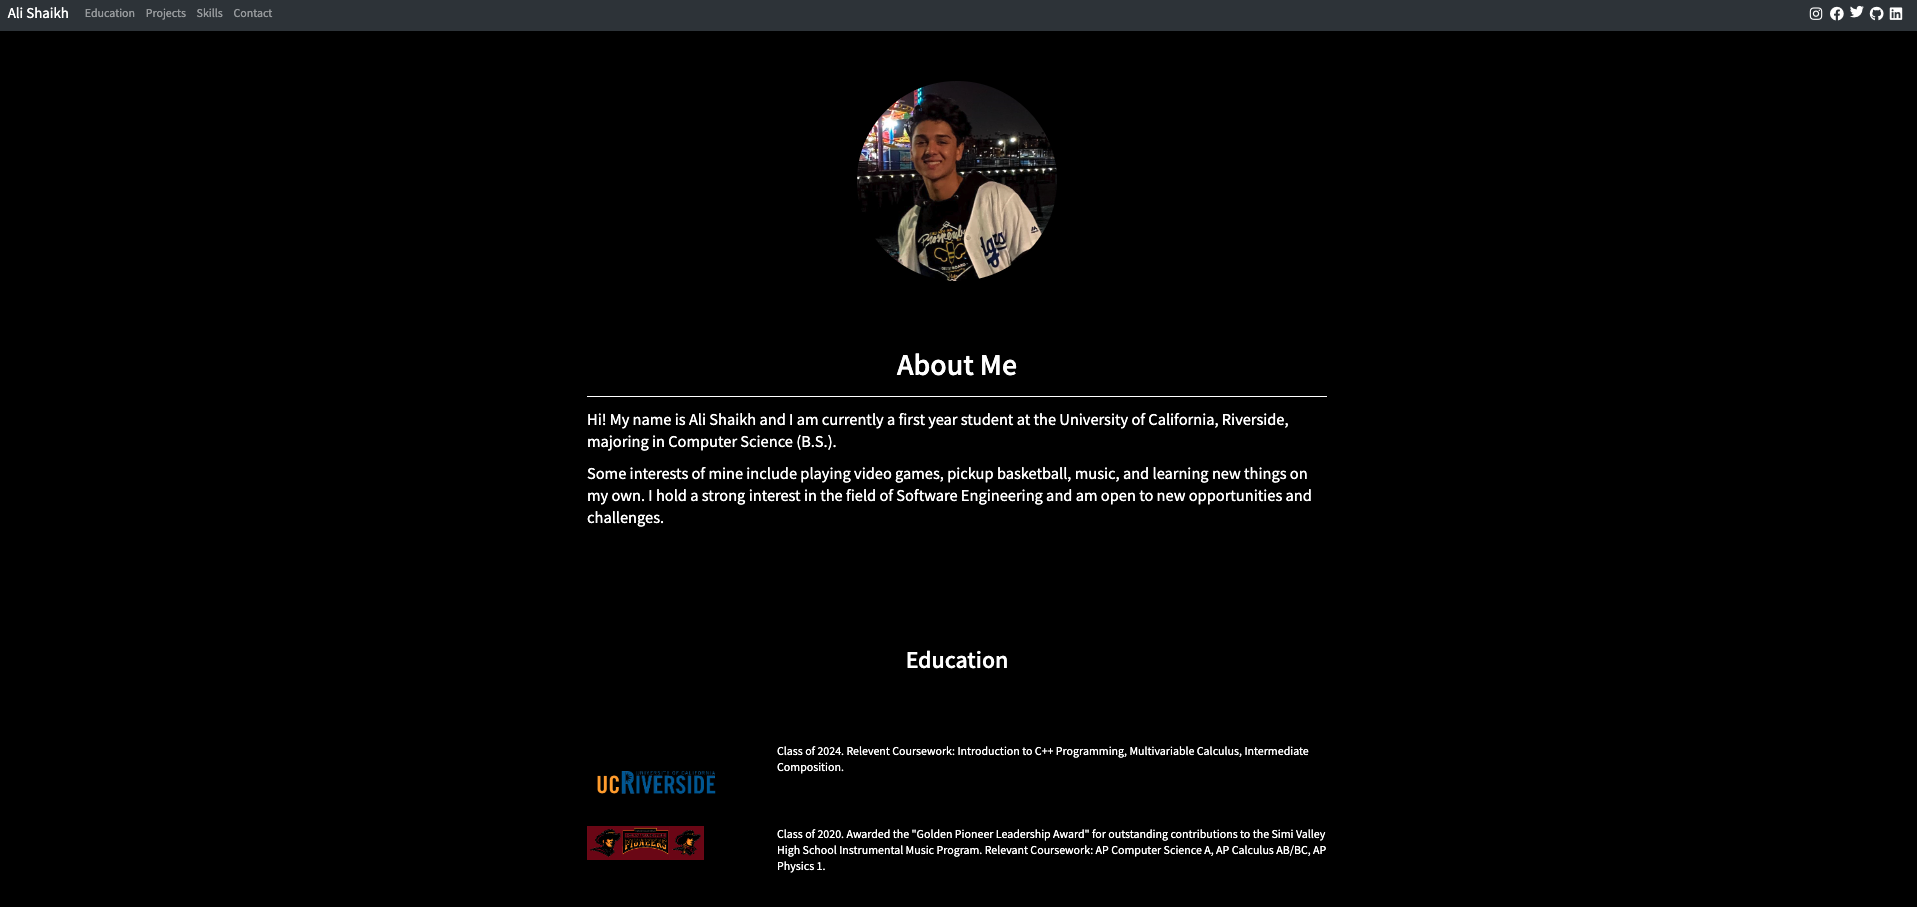 Ali Shaikh Education Projects Skills Contact
About Me
Hi! My name is Ali Shaikh and I am currently a first year student at the University of California, Riverside,
majoring in Computer Science (B.S.).
Some interests of mine include playing video games, pickup basketball, music, and learning new things on
my own. I hold a strong interest in the field of Software Engineering and am open to new opportunities and
challenges.
Education
Class of 2024. Relevent Coursework: Introduction to C++ Programming, Multivariable Calculus, Intermediate
Composition.
UNIVERSITY OF CALIFORNIA
UCRIVERSIDE
PIONEERS
Class of 2020. Awarded the "Golden Pioneer Leadership Award" for outstanding contributions to the Simi Valley
High School Instrumental Music Program. Relevant Coursework: AP Computer Science A, AP Calculus AB/BC, AP
Physics 1.